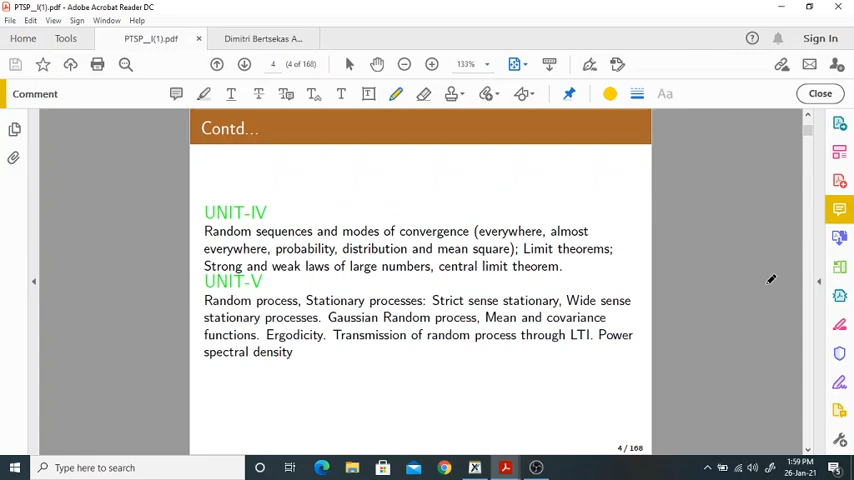 PTSP__I(1).pdf - Adobe Acrobat Reader DC
File Edit View Sign Window Help
Home Tools PTSP__I(1).pdf × Dimitri Bertsekas A... Sign In
4 (4 of 168) 133%
Comment Aa Close
Contd...
UNIT-IV
Random sequences and modes of convergence (everywhere, almost
everywhere, probability, distribution and mean square); Limit theorems;
Strong and weak laws of large numbers, central limit theorem.
UNIT-V
Random process, Stationary processes: Strict sense stationary, Wide sense
stationary processes. Gaussian Random process, Mean and covariance
functions. Ergodicity. Transmission of random process through LTI. Power
spectral density
4 / 168
Type here to search
1:59 PM
26-Jan-21